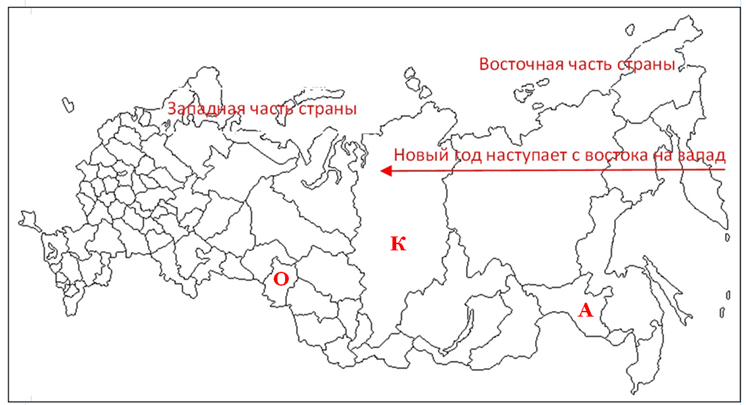 Восточная часть страны
Западная часть страны
Новый год наступает с востока на запад
К
О
А